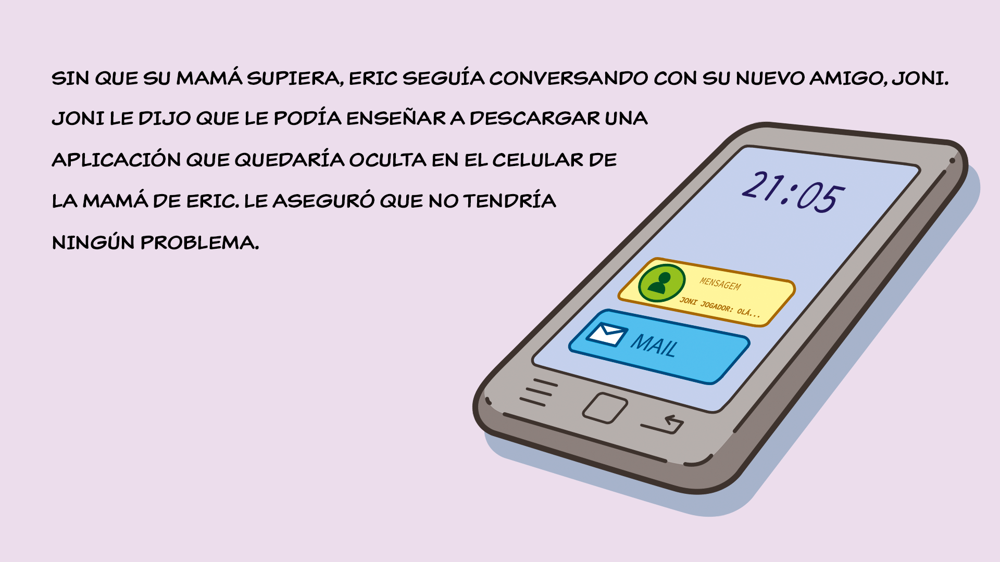 SIN QUE SU MAMÁ SUPIERA, ERIC SEGUÍA CONVERSANDO CON SU NUEVO AMIGO, JONI.
JONI LE DIJO QUE LE PODÍA ENSEÑAR A DESCARGAR UNA
APLICACIÓN QUE QUEDARÍA OCULTA EN EL CELULAR DE
LA MAMÁ DE ERIC. LE ASEGURÓ QUE NO TENDRÍA
NINGÚN PROBLEMA.
21:05
MENSAGEM
JONI JOGADOR: OLÁ...
MAIL